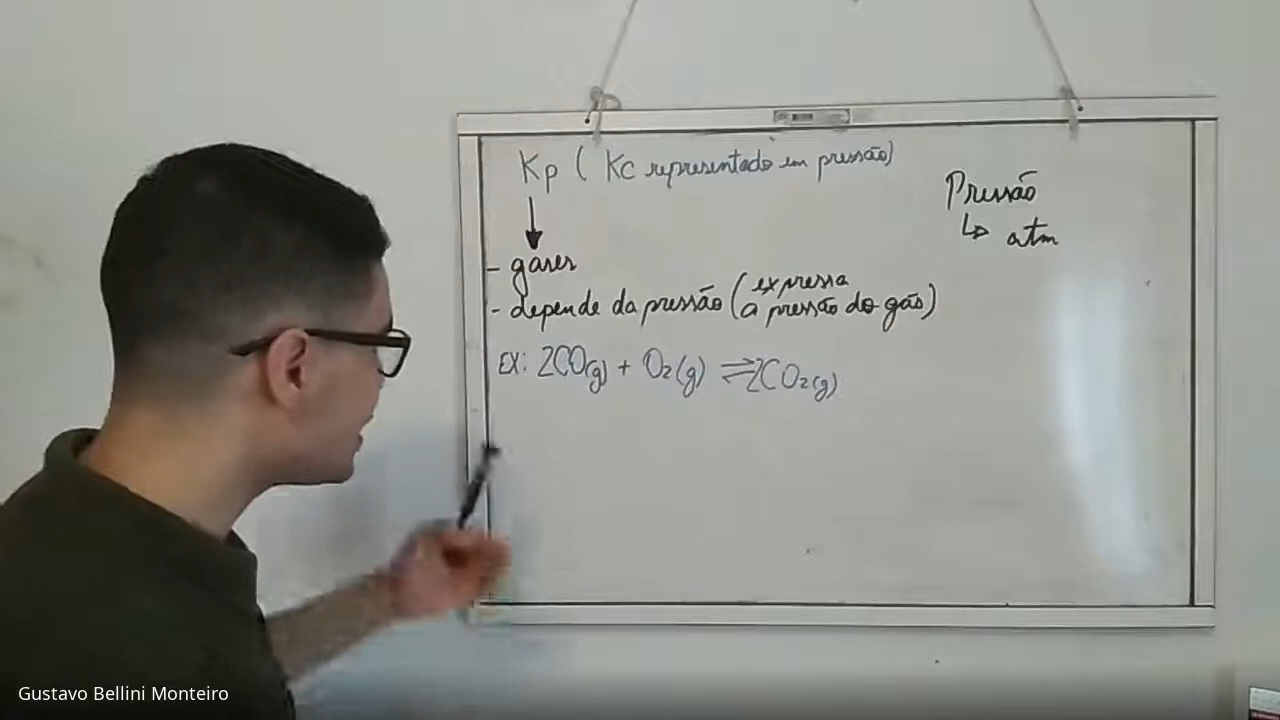 Kp ( Kc representado em pressão)
Pressão
↳ atm
- gases
- depende da pressão ( expressa
a pressão do gás)
EX: 2CO(g) + O₂(g) ⇌ 2CO₂(g)
Gustavo Bellini Monteiro